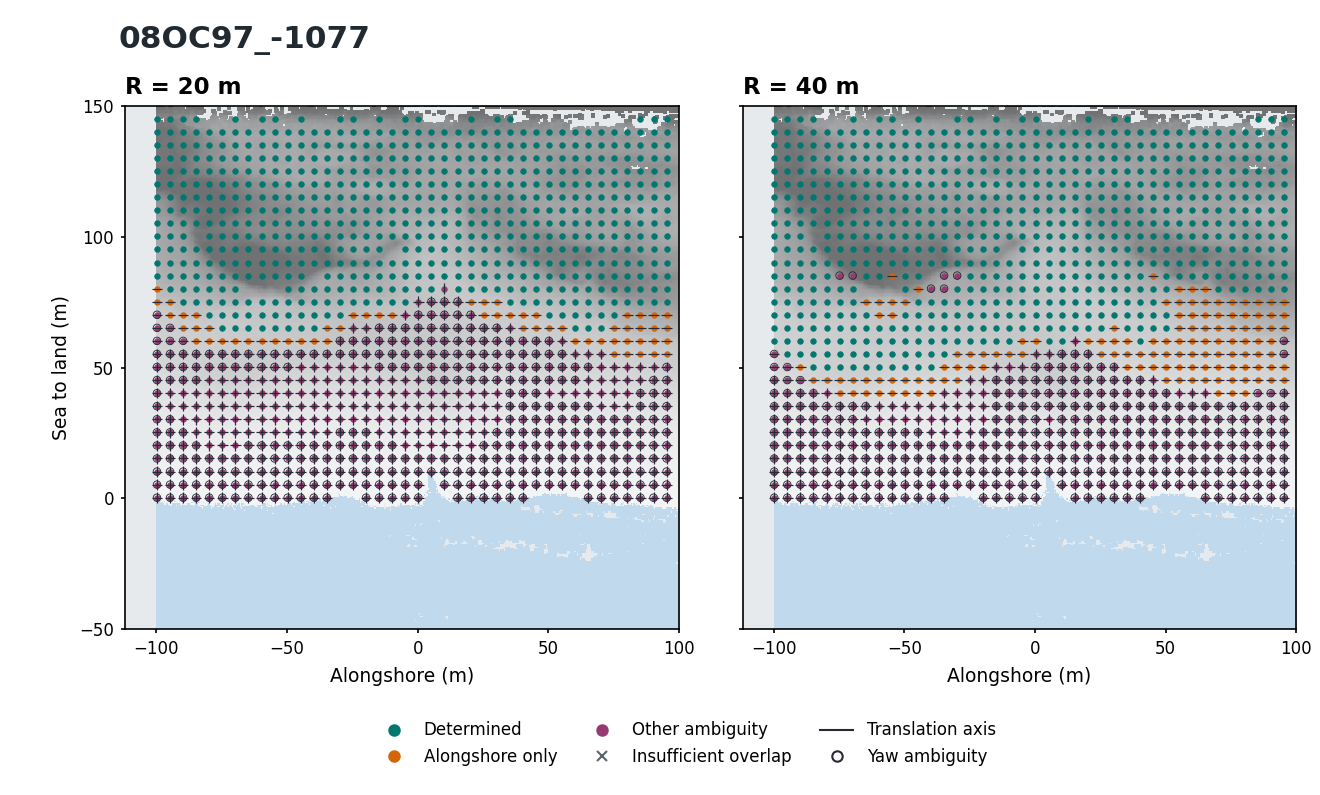 08OC97_-1077
R = 20 m
R = 40 m
150
100
50
0
−50
Sea to land (m)
−100
−50
0
50
100
−100
−50
0
50
100
Alongshore (m)
Alongshore (m)
Determined
Other ambiguity
Translation axis
Alongshore only
Insufficient overlap
Yaw ambiguity